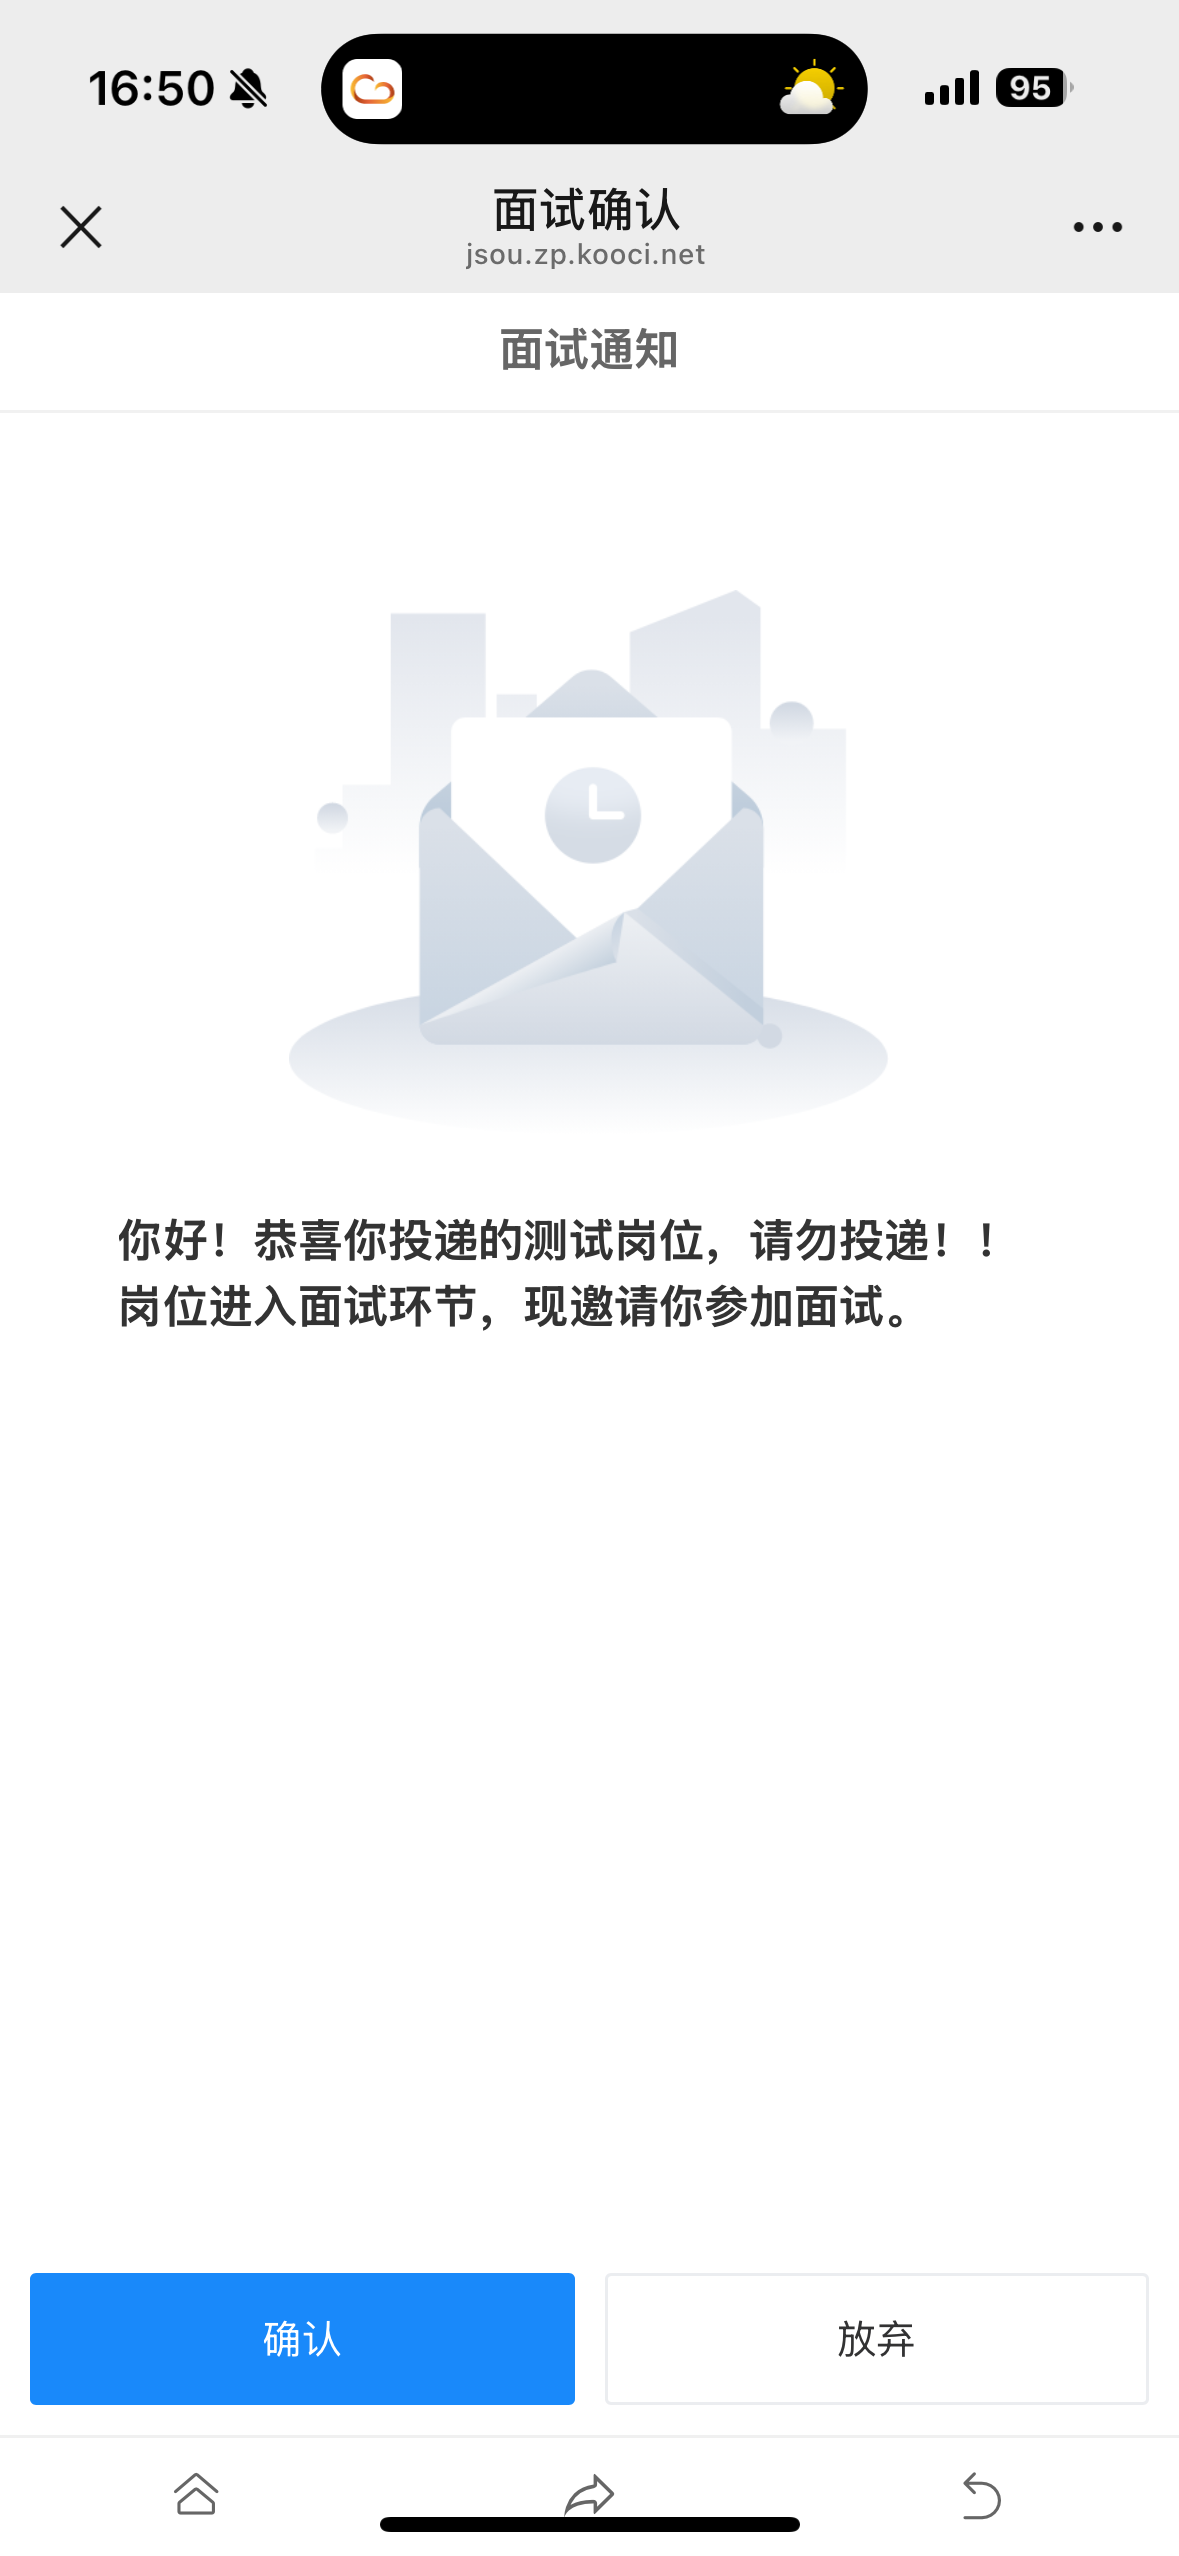 16:50
95
面试确认
jsou.zp.kooci.net
面试通知
你好！恭喜你投递的测试岗位，请勿投递！！
岗位进入面试环节，现邀请你参加面试。
确认
放弃